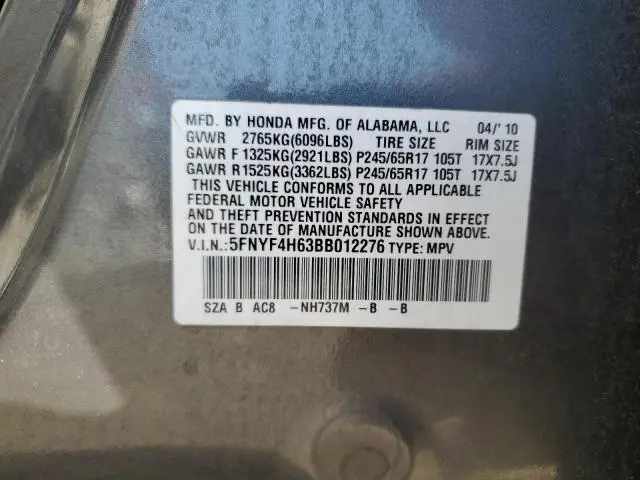 MFD. BY HONDA MFG. OF ALABAMA, LLC 04/'10
GVWR 2765KG(6096LBS) TIRE SIZE RIM SIZE
GAWR F 1325KG(2921LBS) P245/65R17 105T 17X7.5J
GAWR R 1525KG(3362LBS) P245/65R17 105T 17X7.5J
THIS VEHICLE CONFORMS TO ALL APPLICABLE
FEDERAL MOTOR VEHICLE SAFETY
AND THEFT PREVENTION STANDARDS IN EFFECT
ON THE DATE OF MANUFACTURE SHOWN ABOVE.
V.I.N.:5FNYF4H63BB012276 TYPE: MPV
SZA B AC8 -NH737M -B -B